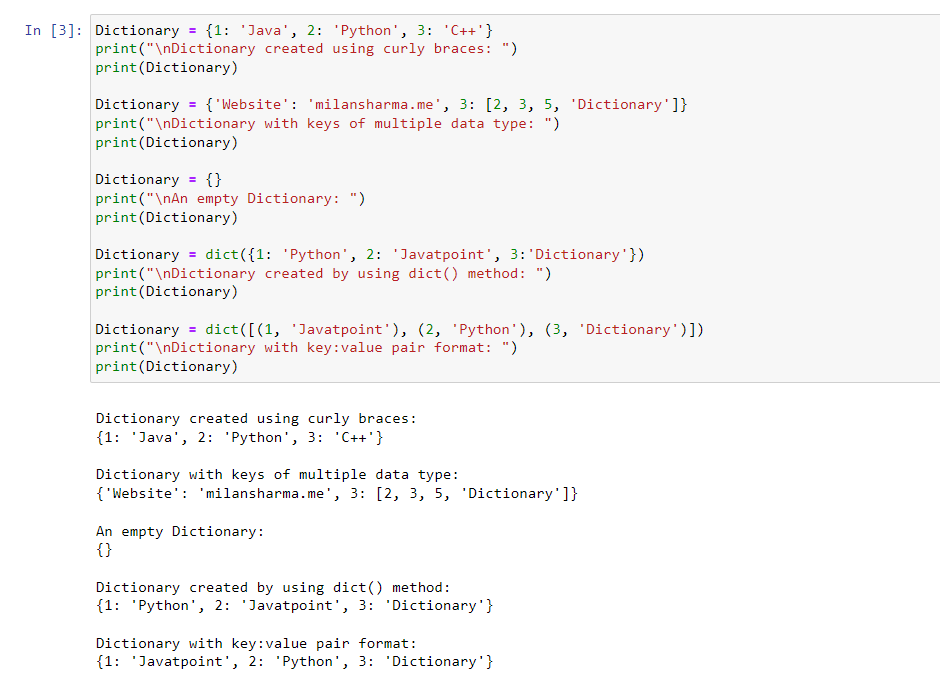 In [3]: Dictionary = {1: 'Java', 2: 'Python', 3: 'C++'}
print("\nDictionary created using curly braces: ")
print(Dictionary)
Dictionary = {'Website': 'milansharma.me', 3: [2, 3, 5, 'Dictionary']}
print("\nDictionary with keys of multiple data type: ")
print(Dictionary)
Dictionary = {}
print("\nAn empty Dictionary: ")
print(Dictionary)
Dictionary = dict({1: 'Python', 2: 'Javatpoint', 3:'Dictionary'})
print("\nDictionary created by using dict() method: ")
print(Dictionary)
Dictionary = dict([(1, 'Javatpoint'), (2, 'Python'), (3, 'Dictionary')])
print("\nDictionary with key:value pair format: ")
print(Dictionary)
Dictionary created using curly braces:
{1: 'Java', 2: 'Python', 3: 'C++'}
Dictionary with keys of multiple data type:
{'Website': 'milansharma.me', 3: [2, 3, 5, 'Dictionary']}
An empty Dictionary:
{}
Dictionary created by using dict() method:
{1: 'Python', 2: 'Javatpoint', 3: 'Dictionary'}
Dictionary with key:value pair format:
{1: 'Javatpoint', 2: 'Python', 3: 'Dictionary'}